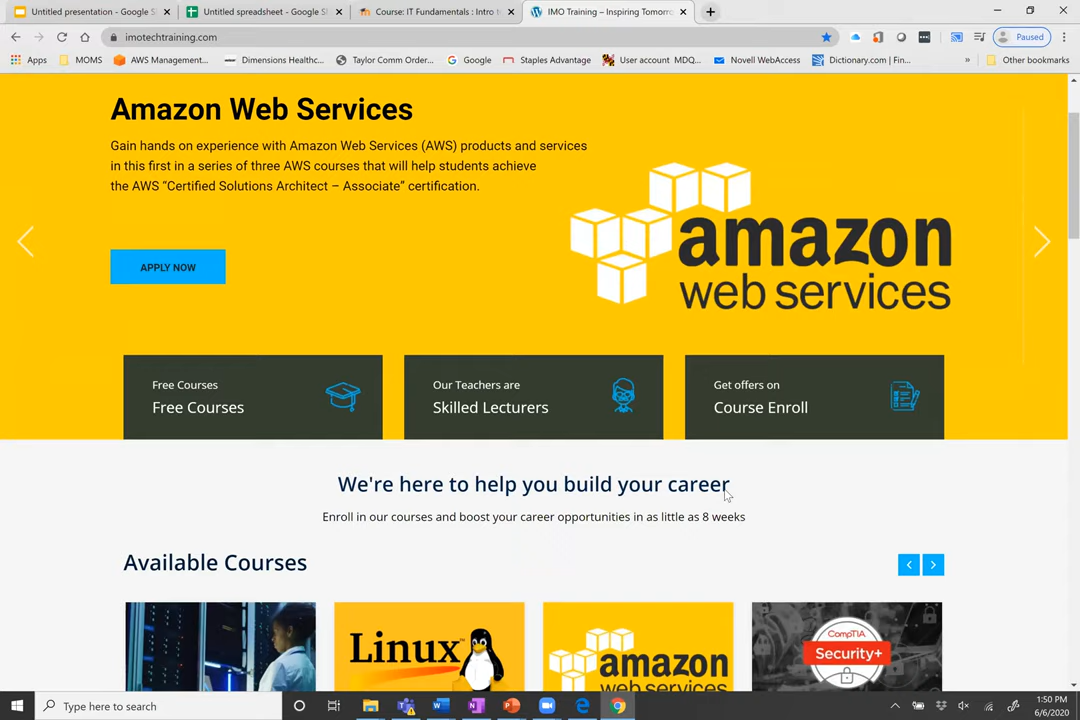 Untitled presentation - Google S
Untitled spreadsheet - Google Sh
Course: IT Fundamentals : Intro to
IMO Training – Inspiring Tomorro
imotechtraining.com
Paused
Apps
MOMS
AWS Management...
Dimensions Healthc...
Taylor Comm Order...
Google
Staples Advantage
User account MDQ...
Novell WebAccess
Dictionary.com | Fin...
»
Other bookmarks
Amazon Web Services
Gain hands on experience with Amazon Web Services (AWS) products and services
in this first in a series of three AWS courses that will help students achieve
the AWS “Certified Solutions Architect – Associate” certification.
APPLY NOW
amazon
web services
Free Courses
Free Courses
Our Teachers are
Skilled Lecturers
Get offers on
Course Enroll
We're here to help you build your career
Enroll in our courses and boost your career opportunities in as little as 8 weeks
Available Courses
Linux
amazon
web services
CompTIA
Security+
Type here to search
1:50 PM
6/6/2020